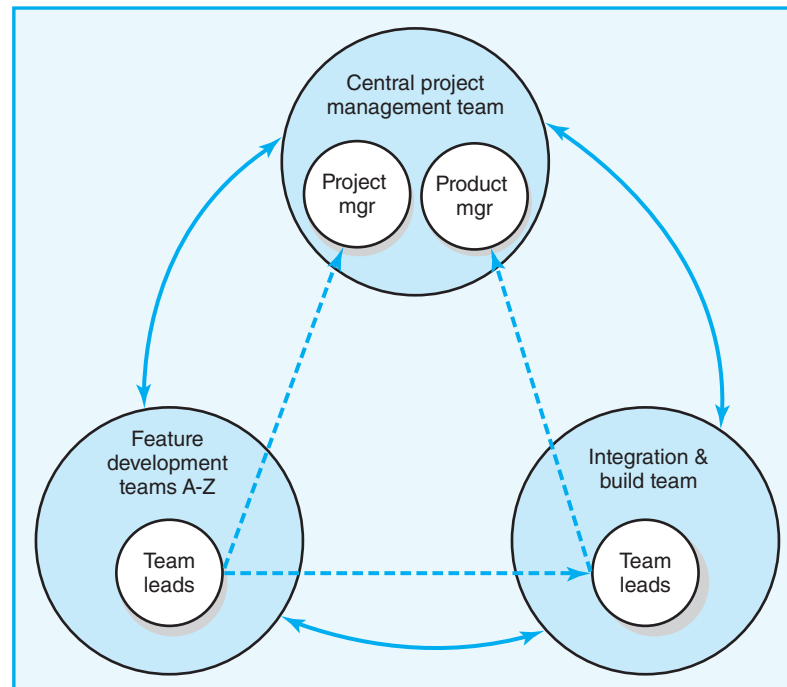 Central project
management team
Project
mgr
Product
mgr
Feature
development
teams A-Z
Team
leads
Integration &
build team
Team
leads